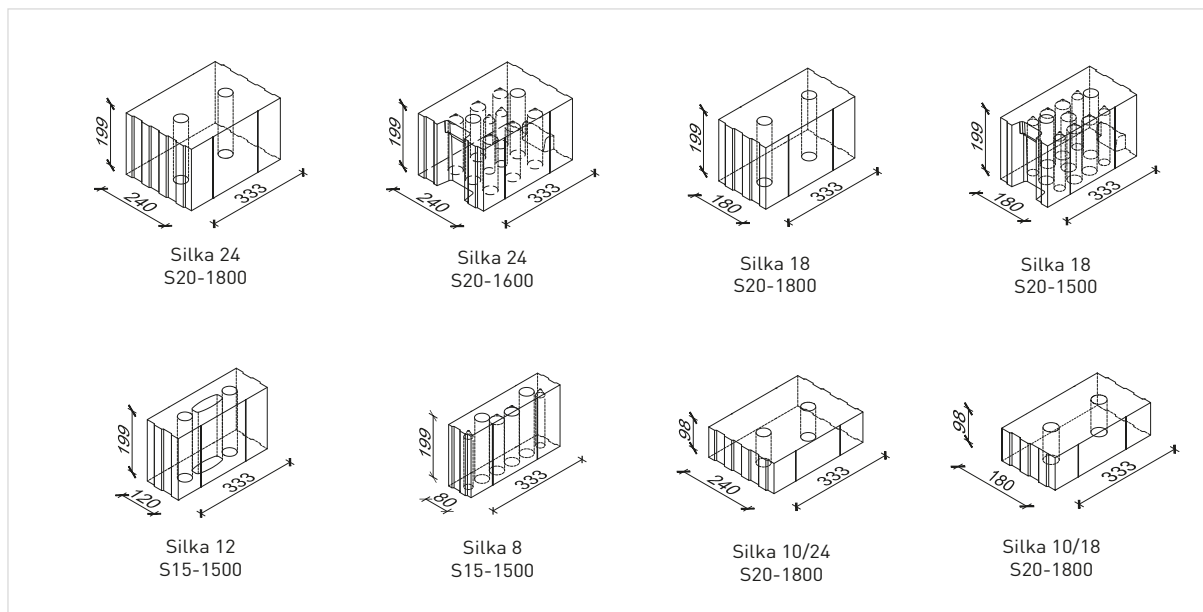 199
240
333
Silka 24
S20-1800
199
240
333
Silka 24
S20-1600
199
180
333
Silka 18
S20-1800
199
180
333
Silka 18
S20-1500
199
120
333
Silka 12
S15-1500
199
80
333
Silka 8
S15-1500
98
240
333
Silka 10/24
S20-1800
98
180
333
Silka 10/18
S20-1800